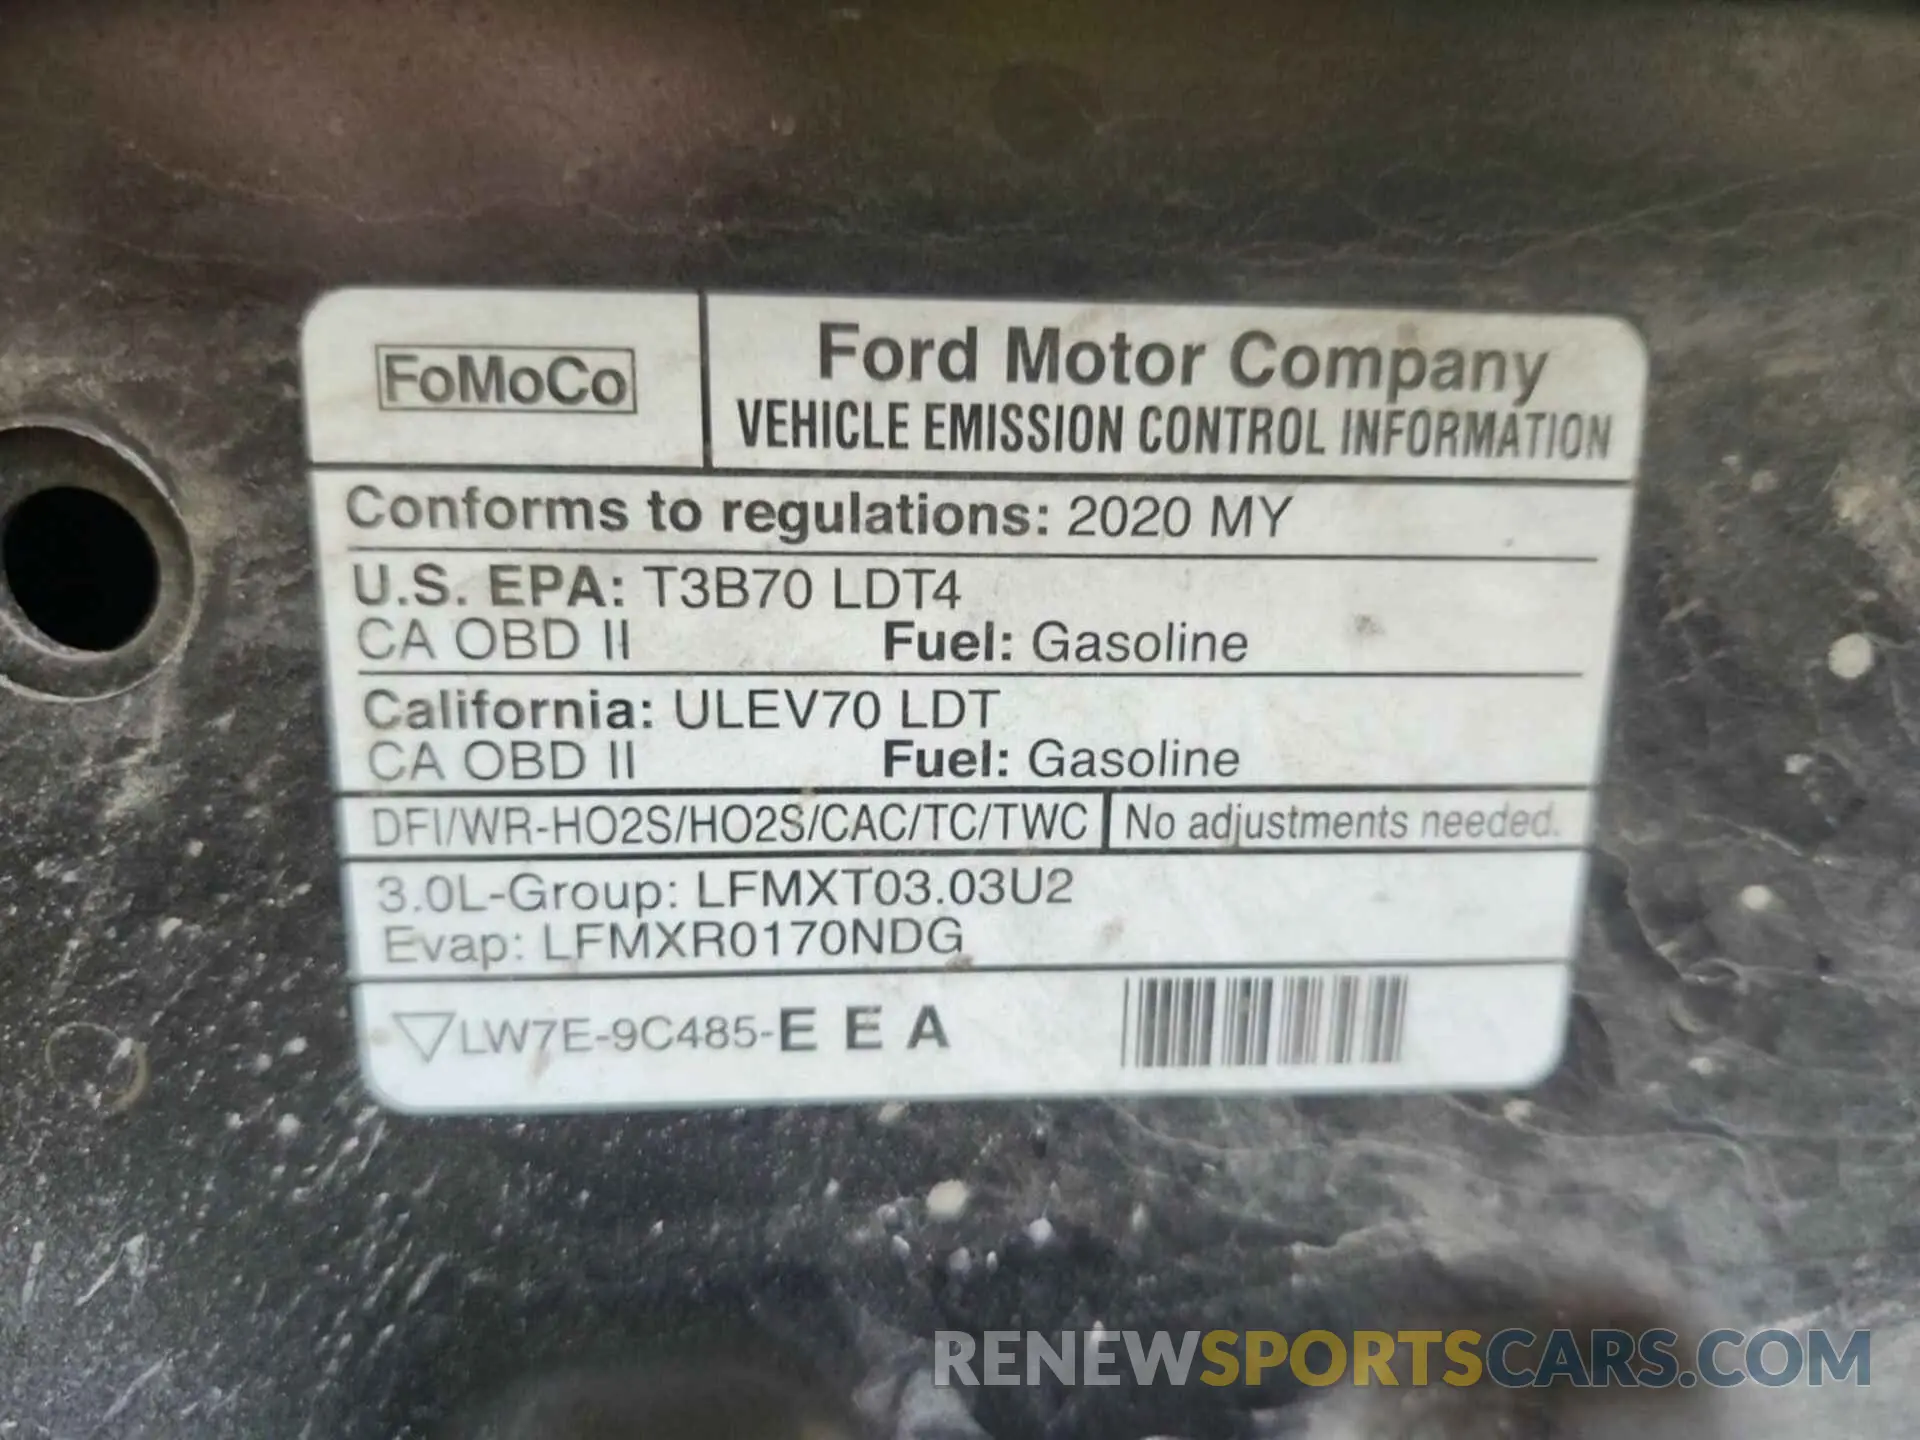 FoMoCo
Ford Motor Company
VEHICLE EMISSION CONTROL INFORMATION
Conforms to regulations: 2020 MY
U.S. EPA: T3B70 LDT4
CA OBD II Fuel: Gasoline
California: ULEV70 LDT
CA OBD II Fuel: Gasoline
DFI/WR-HO2S/HO2S/CAC/TC/TWC No adjustments needed.
3.0L-Group: LFMXT03.03U2
Evap: LFMXR0170NDG
LW7E-9C485-E E A
RENEWSPORTSCARS.COM